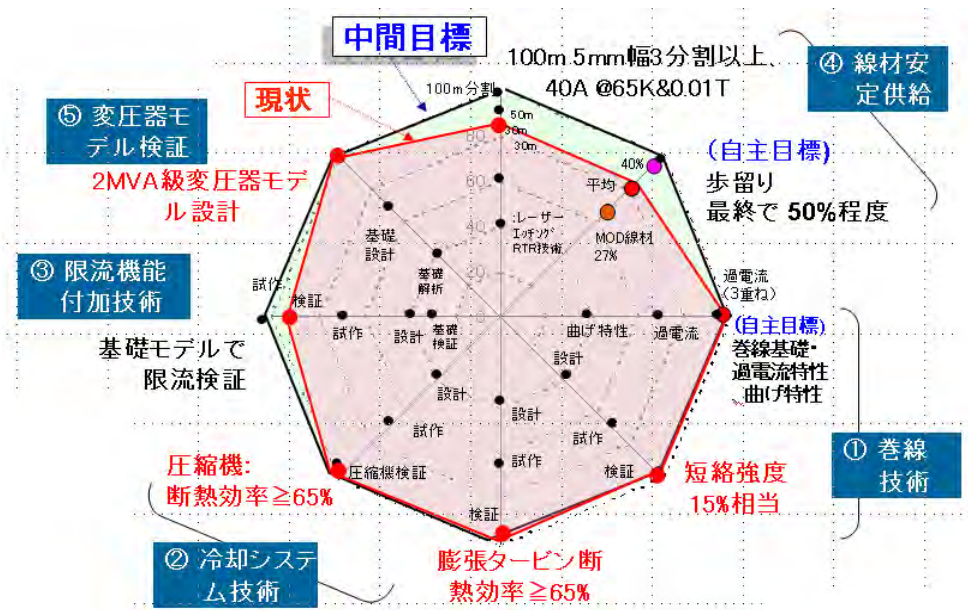 中間目標
100m 5mm幅3分割以上、
40A @65K&0.01T
④ 線材安
定供給
現状
100m分割
50m
30m
30m
80
60
40
20
0
⑤ 変圧器モ
デル検証
2MVA級変圧器モデ
ル設計
(自主目標)
歩留り
最終で 50%程度
40%
平均
MOD線材
27%
:レーザー
エッチング
RTR技術
基礎
設計
基礎
解析
③ 限流機能
付加技術
試作
検証
試作
設計
基礎
検証
基礎モデルで
限流検証
過電流
(3重ね)
曲げ特性
過電流
(自主目標)
巻線基礎・
過電流特性
曲げ特性
設計
試作
検証
設計
試作
圧縮機検証
設計
試作
検証
① 巻線
技術
圧縮機:
断熱効率≧65%
短絡強度
15%相当
② 冷却システ
ム技術
膨張タービン断
熱効率≧65%